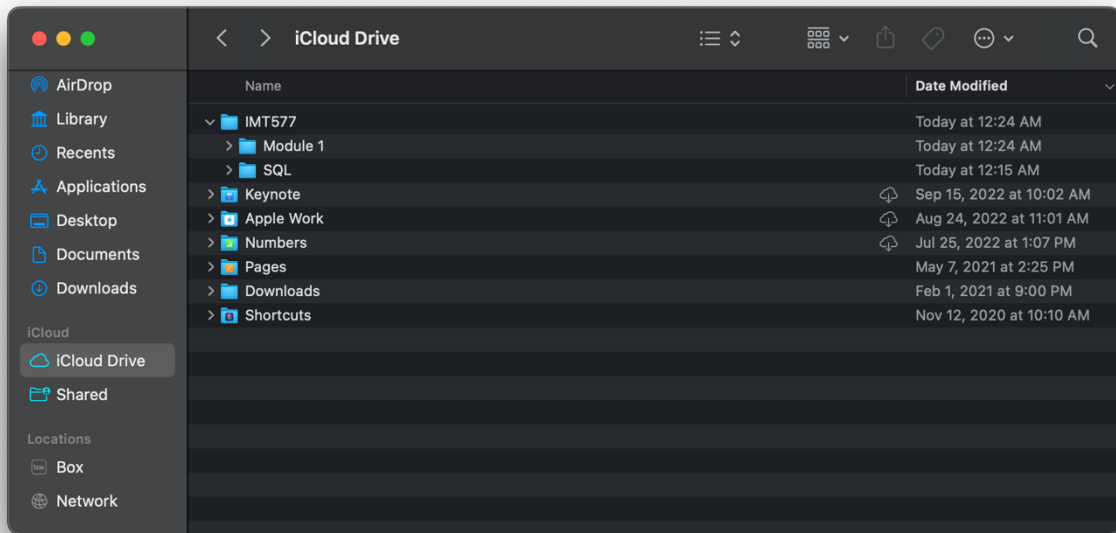 iCloud Drive
AirDrop
Library
Recents
Applications
Desktop
Documents
Downloads
iCloud
iCloud Drive
Shared
Locations
box
Box
Network
Name Date Modified
IMT577 Today at 12:24 AM
Module 1 Today at 12:24 AM
SQL Today at 12:15 AM
Keynote Sep 15, 2022 at 10:02 AM
Apple Work Aug 24, 2022 at 11:01 AM
Numbers Jul 25, 2022 at 1:07 PM
Pages May 7, 2021 at 2:25 PM
Downloads Feb 1, 2021 at 9:00 PM
Shortcuts Nov 12, 2020 at 10:10 AM